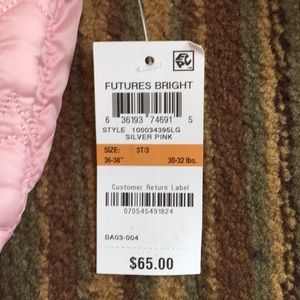 FUTURES BRIGHT
6 36193 74691 5
STYLE 100034395LG
SILVER PINK
SIZE: 3T/3
36-38" 30-32 lbs.
Customer Return Label
070545491824
BA03-004
$65.00